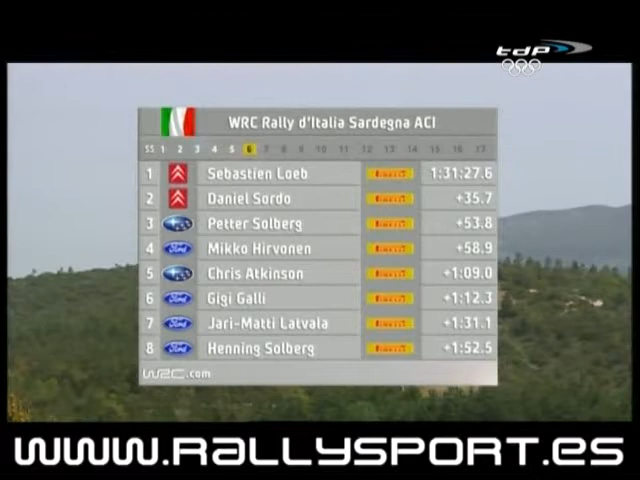 tdp
WRC Rally d'Italia Sardegna ACI
SS 1 2 3 4 5 6 7 8 9 10 11 12 13 14 15 16 17
1 Sebastien Loeb PIRELLI 1:31:27.6
2 Daniel Sordo PIRELLI +35.7
3 Petter Solberg PIRELLI +53.8
4 Ford Mikko Hirvonen PIRELLI +58.9
5 Chris Atkinson PIRELLI +1:09.0
6 Ford Gigi Galli PIRELLI +1:12.3
7 Ford Jari-Matti Latvala PIRELLI +1:31.1
8 Ford Henning Solberg PIRELLI +1:52.5
WRC.com
WWW.RALLYSPORT.ES